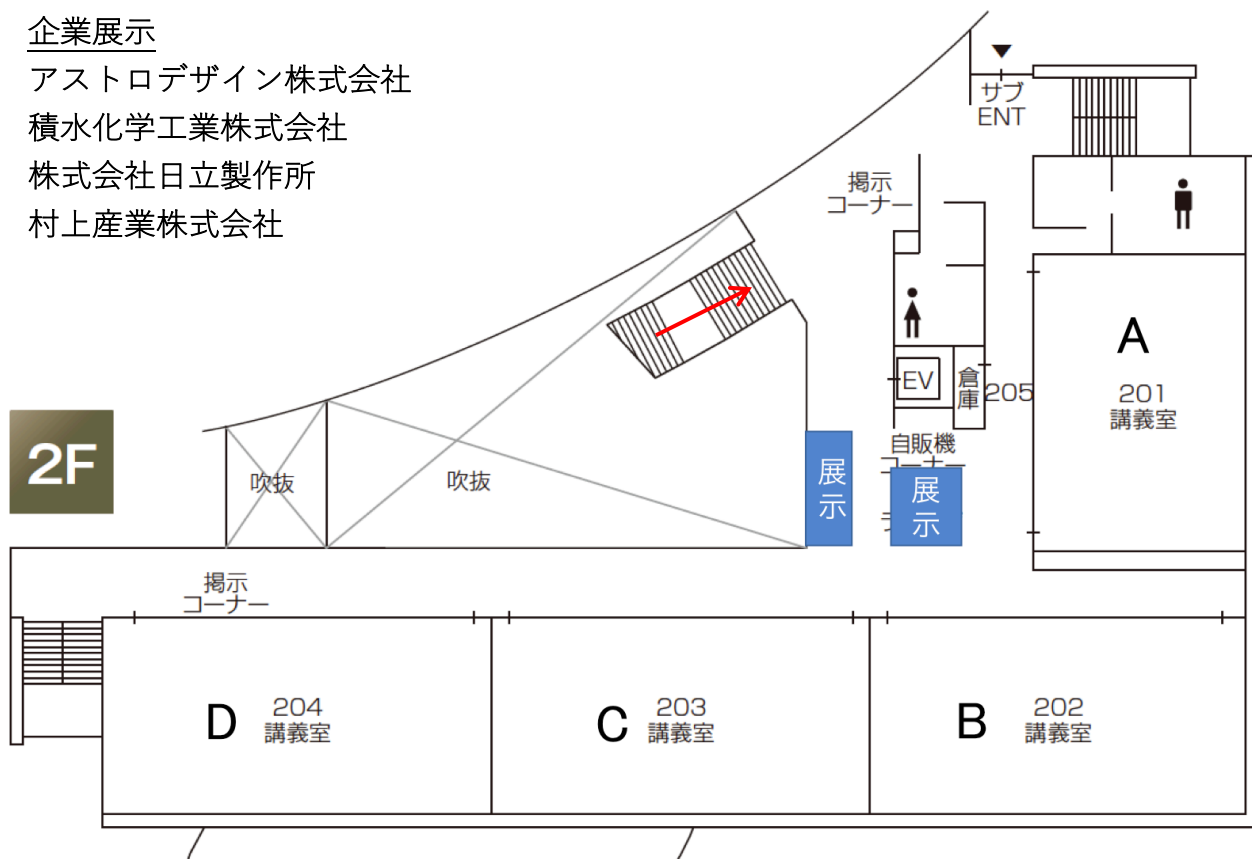 企業展示
アストロデザイン株式会社
積水化学工業株式会社
株式会社日立製作所
村上産業株式会社
サブ
ENT
掲示
コーナー
A
201
講義室
EV
倉庫
205
自販機
コーナー
展示
展示
2F
吹抜
吹抜
掲示
コーナー
D
204
講義室
C
203
講義室
B
202
講義室